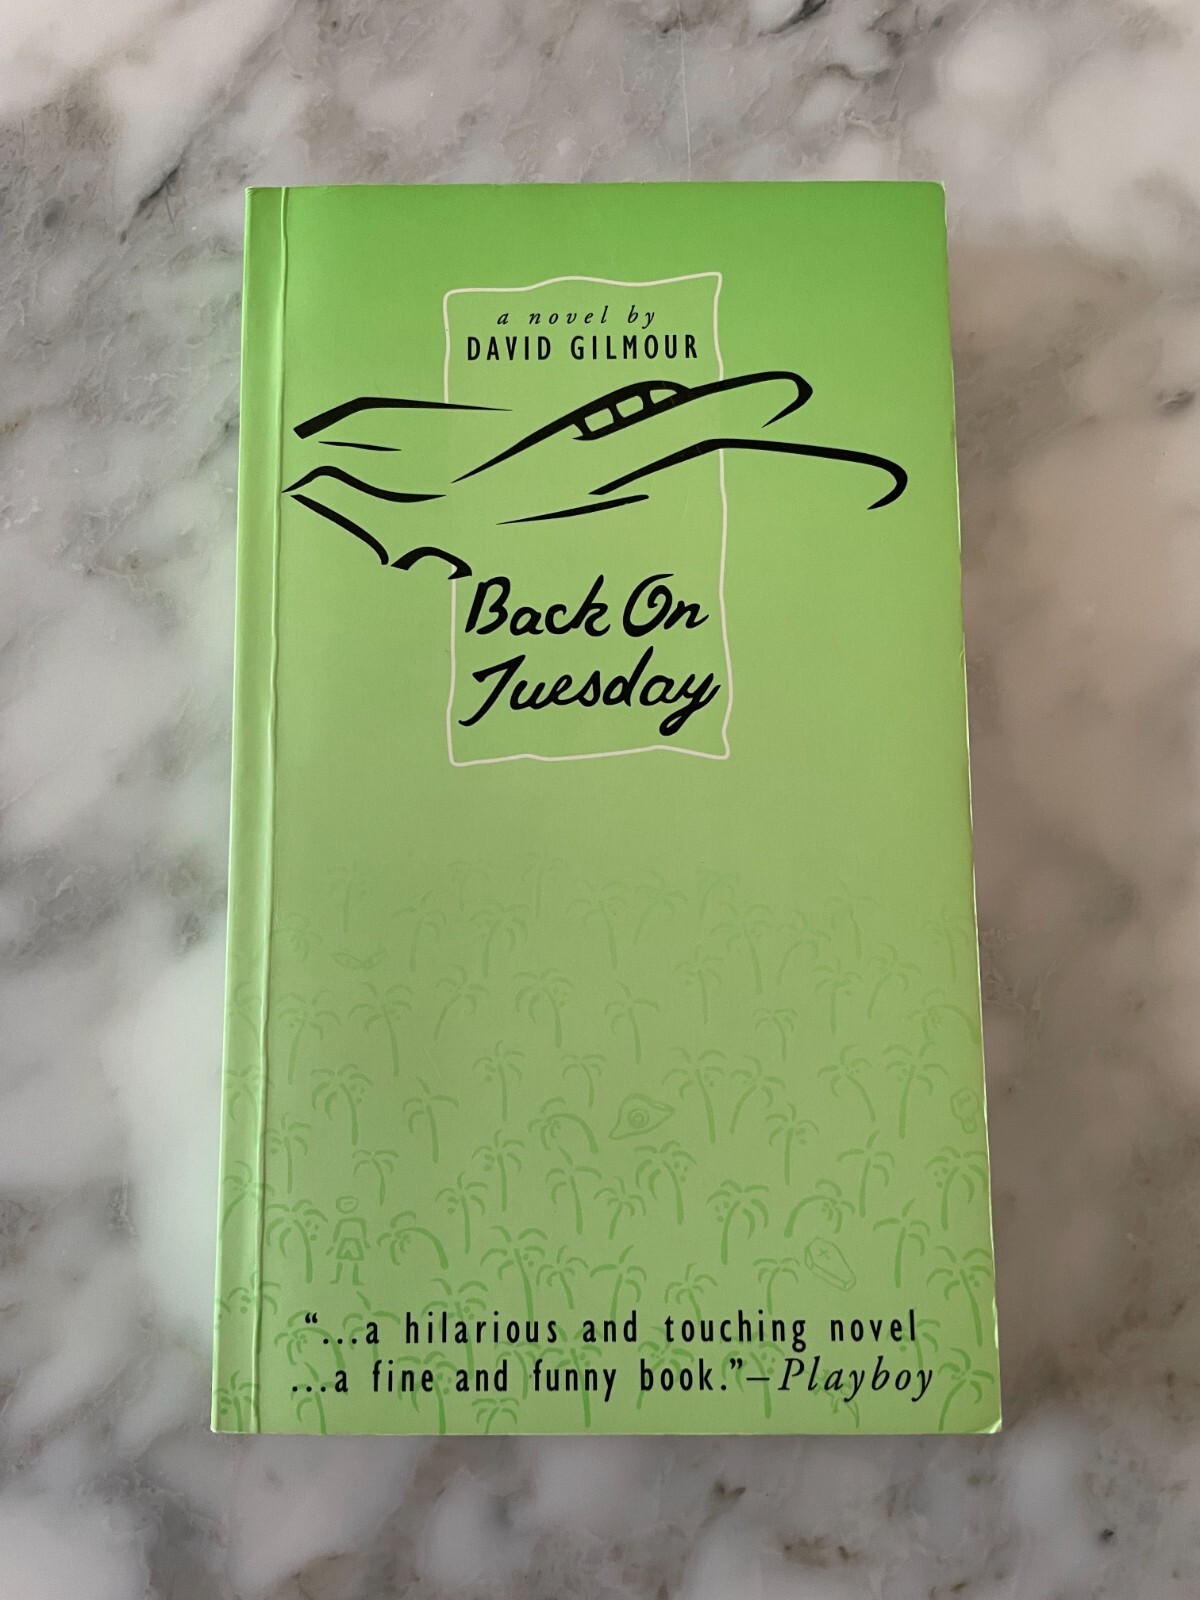 a novel by
DAVID GILMOUR
Back On
Tuesday
“...a hilarious and touching novel
...a fine and funny book.”–Playboy